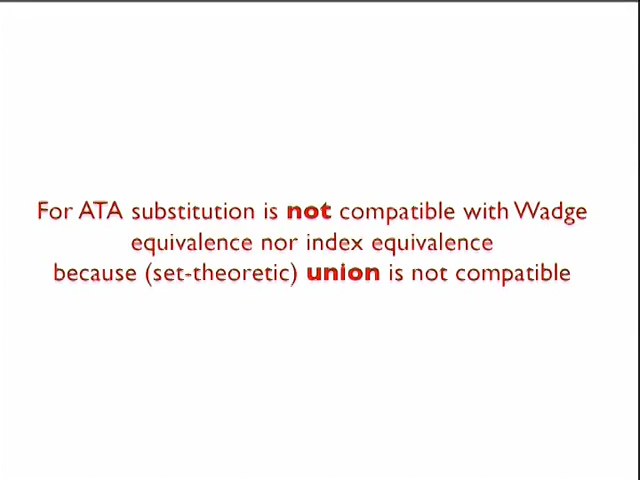 For ATA substitution is not compatible with Wadge
equivalence nor index equivalence
because (set-theoretic) union is not compatible